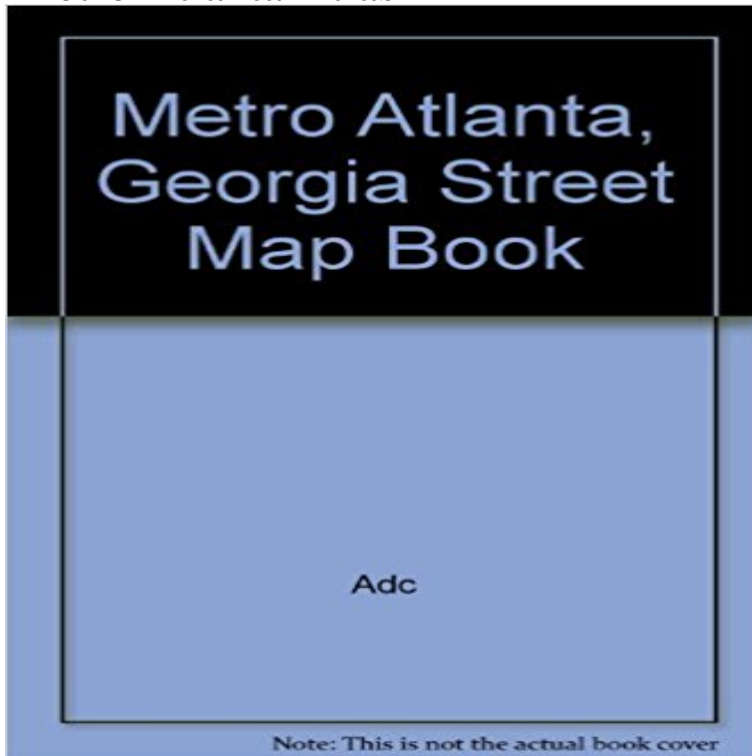 Metro Atlanta,
Georgia Street
Map Book
Adc
Note: This is not the actual book cover